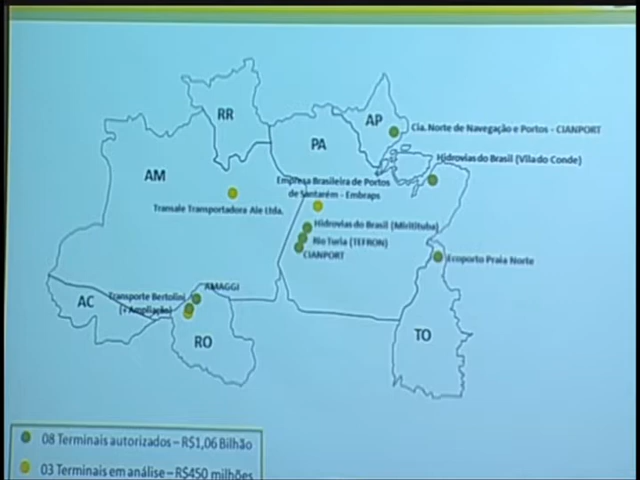 RR
AP
Cia. Norte de Navegação e Portos - CIANPORT
PA
Hidrovias do Brasil (Vila do Conde)
AM
Empresa Brasileira de Portos
de Santarém - Embraps
Transale Transportadora Ale Ltda.
Hidrovias do Brasil (Miritituba)
Rio Turia (TEFRON)
CIANPORT
Ecoporto Praia Norte
AMAGGI
Transporte Bertolini
(+ Ampliação)
AC
RO
TO
08 Terminais autorizados – R$1,06 Bilhão
03 Terminais em análise – R$450 milhões